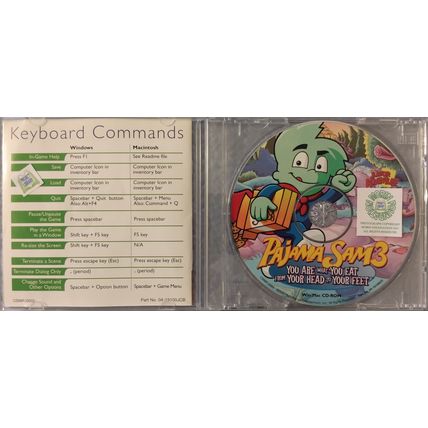 Keyboard Commands
Windows Macintosh
In-Game Help Press F1 See Readme file
Save Computer Icon in inventory bar Computer Icon in inventory bar
Load Computer Icon in inventory bar Computer Icon in inventory bar
Quit Spacebar + Quit button Also Alt+F4 Spacebar + Menu Also Command + Q
Pause/Unpause the Game Press spacebar Press spacebar
Play the Game in a Window Shift key + F5 key F5 key
Re-size the Screen Shift key + F5 key N/A
Terminate a Scene Press escape key (Esc) Press escape key (Esc)
Terminate Dialog Only . (period) . (period)
Change Sound and Other Options Spacebar + Option button Spacebar + Game Menu
PAJAMA SAM 3
YOU ARE WHAT YOU EAT
FROM YOUR HEAD TO YOUR FEET
Win/Mac CD-ROM